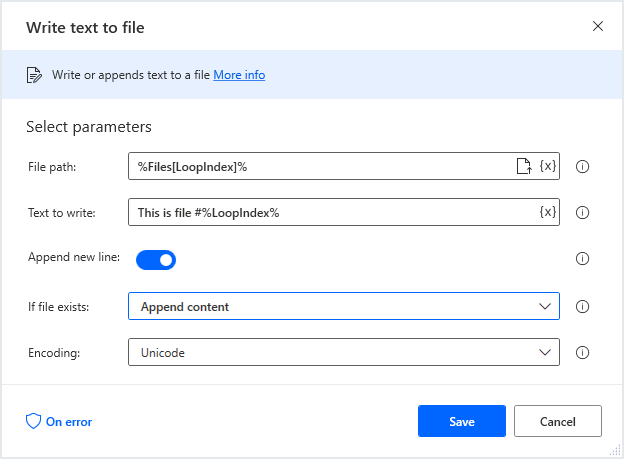 Write text to file
Write or appends text to a file More info
Select parameters
File path: %Files[LoopIndex]% {x}
Text to write: This is file #%LoopIndex% {x}
Append new line:
If file exists: Append content
Encoding: Unicode
On error Save Cancel